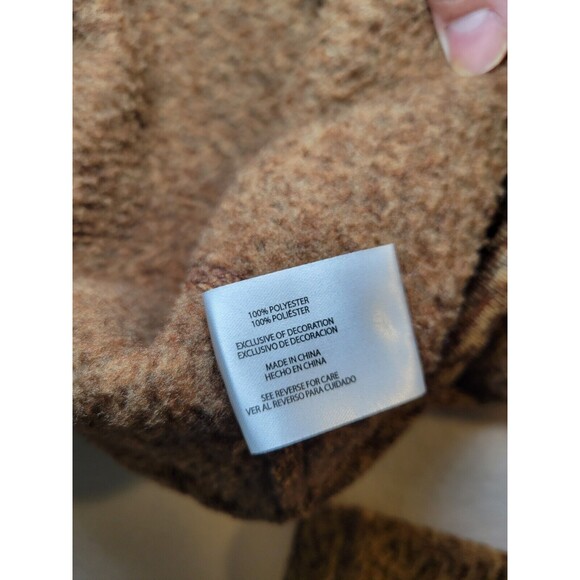 100% POLYESTER
100% POLIÉSTER
EXCLUSIVE OF DECORATION
EXCLUSIVO DE DECORACION
MADE IN CHINA
HECHO EN CHINA
SEE REVERSE FOR CARE
VER AL REVERSO PARA CUIDADO